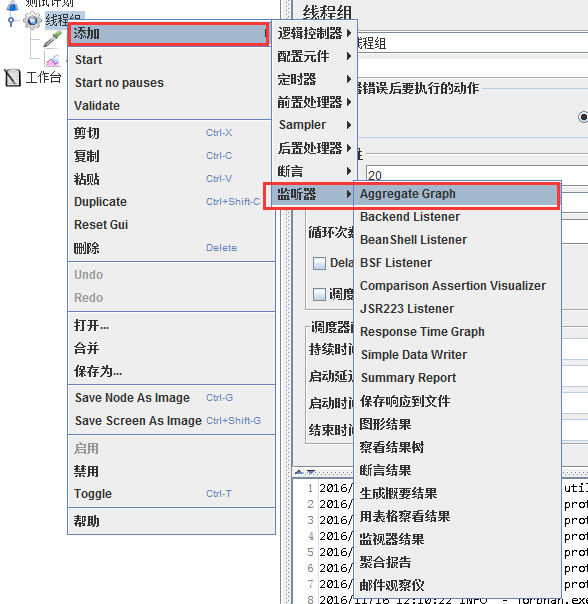 测试计划
线程组
工作台
添加
Start
Start no pauses
Validate
剪切 Ctrl-X
复制 Ctrl-C
粘贴 Ctrl-V
Duplicate Ctrl+Shift-C
Reset Gui
删除 Delete
Undo
Redo
打开...
合并
保存为...
Save Node As Image Ctrl-G
Save Screen As Image Ctrl+Shift-G
启用
禁用
Toggle Ctrl-T
帮助
逻辑控制器
配置元件
定时器
前置处理器
Sampler
后置处理器
断言
监听器
Aggregate Graph
Backend Listener
BeanShell Listener
BSF Listener
Comparison Assertion Visualizer
JSR223 Listener
Response Time Graph
Simple Data Writer
Summary Report
保存响应到文件
图形结果
察看结果树
断言结果
生成概要结果
用表格察看结果
监视器结果
聚合报告
邮件观察仪
线程组
线程组
器错误后要执行的动作
20
循环次数
Dela
调度
调度器
持续时间
启动延
启动时间
结束时间
1 2016/ util
2 2016/ prof
3 2016/ prof
4 2016/ prof
5 2016/ prof
6 2016/ prof
7 2016/ prof
8 2016/11/16 12:10:22 INFO - jorphan.exe